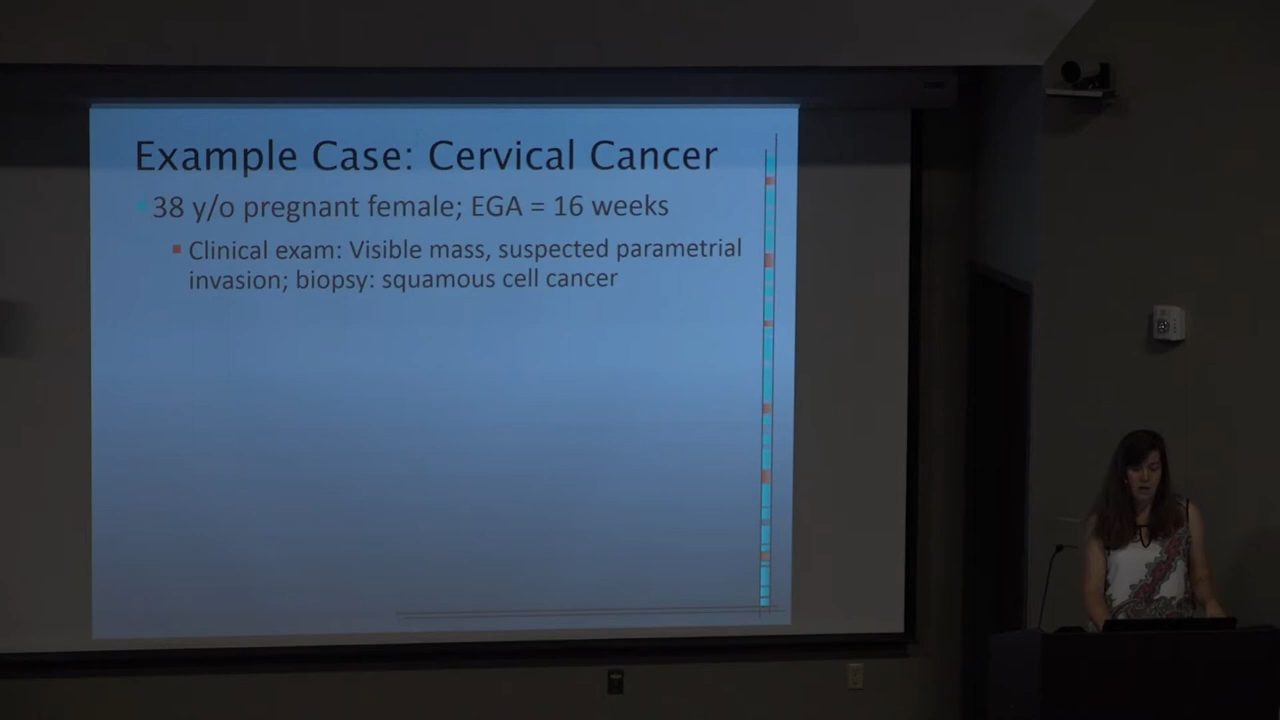 Example Case: Cervical Cancer
38 y/o pregnant female; EGA = 16 weeks
Clinical exam: Visible mass, suspected parametrial
invasion; biopsy: squamous cell cancer